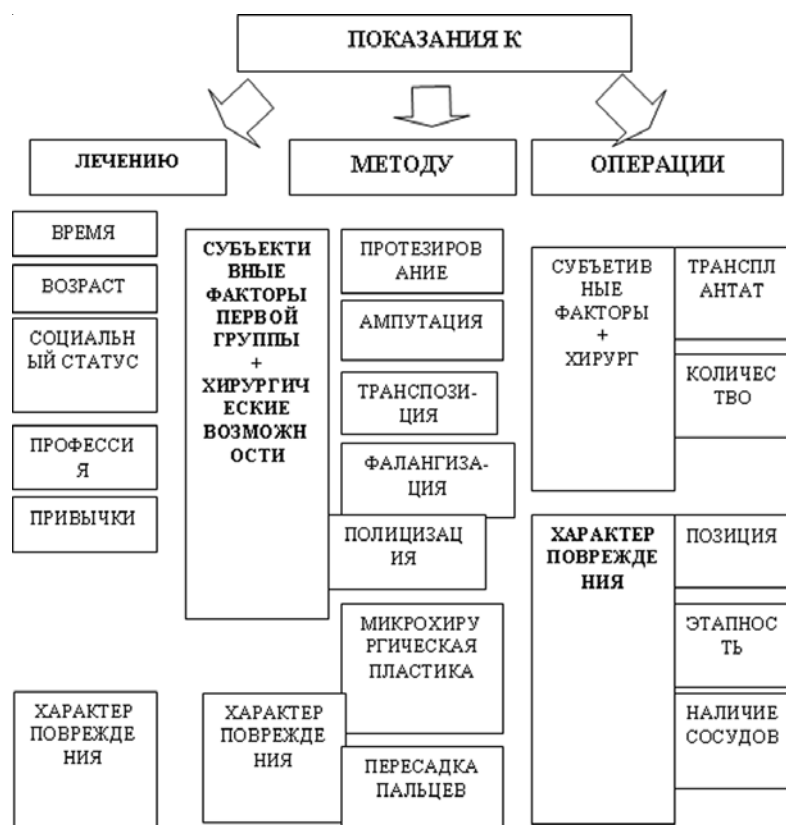 ПОКАЗАНИЯ К
ЛЕЧЕНИЮ
МЕТОДУ
ОПЕРАЦИИ
ВРЕМЯ
ВОЗРАСТ
СОЦИАЛЬН
ЫЙ СТАТУС
ПРОФЕССИ
Я
ПРИВЫЧКИ
ХАРАКТЕР
ПОВРЕЖДЕ
НИЯ
СУБЪЕКТИ
ВНЫЕ
ФАКТОРЫ
ПЕРВОЙ
ГРУППЫ
+
ХИРУРГИЧ
ЕСКИЕ
ВОЗМОЖН
ОСТИ
ХАРАКТЕР
ПОВРЕЖДЕ
НИЯ
ПРОТЕЗИРОВ
АНИЕ
АМПУТАЦИЯ
ТРАНСПОЗИ-
ЦИЯ
ФАЛАНГИЗА-
ЦИЯ
ПОЛИЦИЗАЦ
ИЯ
МИКРОХИРУ
РГИЧЕСКАЯ
ПЛАСТИКА
ПЕРЕСАДКА
ПАЛЬЦЕВ
СУБЪЕТИВ
НЫЕ
ФАКТОРЫ
+
ХИРУРГ
ХАРАКТЕР
ПОВРЕЖДЕ
НИЯ
ТРАНСПЛ
АНТАТ
КОЛИЧЕС
ТВО
ПОЗИЦИЯ
ЭТАПНОС
ТЬ
НАЛИЧИЕ
СОСУДОВ